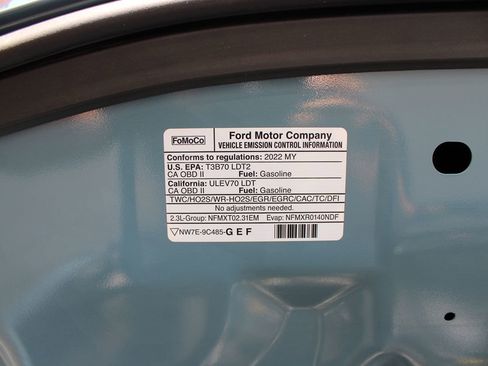 FoMoCo
Ford Motor Company
VEHICLE EMISSION CONTROL INFORMATION
Conforms to regulations: 2022 MY
U.S. EPA: T3B70 LDT2
CA OBD II Fuel: Gasoline
California: ULEV70 LDT
CA OBD II Fuel: Gasoline
TWC/HO2S/WR-HO2S/EGR/EGRC/CAC/TC/DFI
No adjustments needed.
2.3L-Group: NFMXT02.31EM Evap: NFMXR0140NDF
NW7E-9C485-GEF